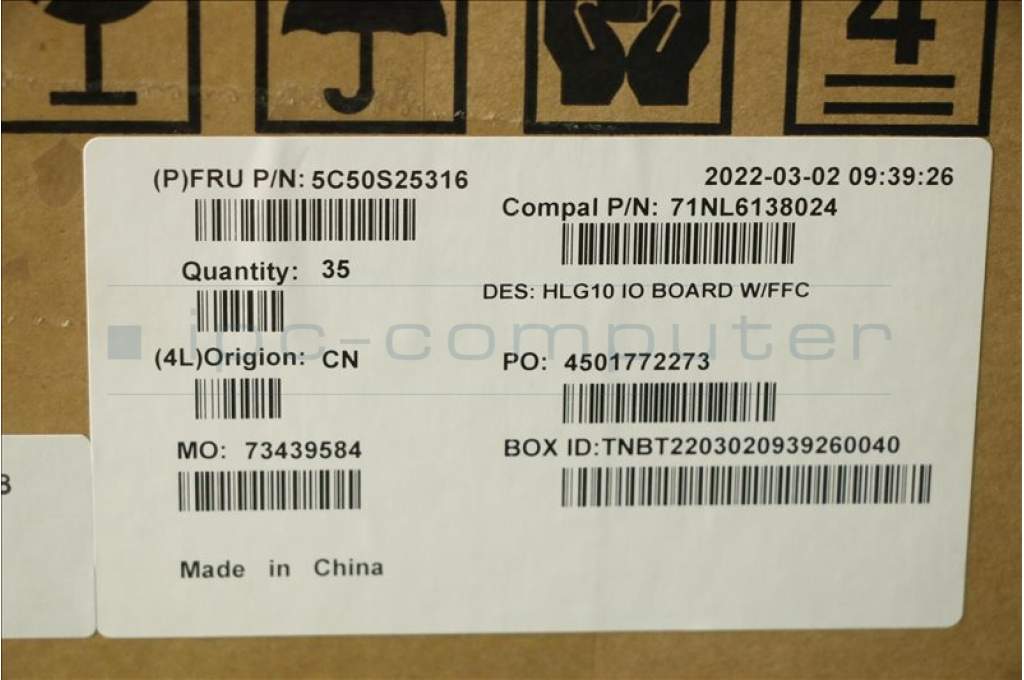 4
(P)FRU P/N: 5C50S25316
2022-03-02 09:39:26
Compal P/N: 71NL6138024
Quantity: 35
DES: HLG10 IO BOARD W/FFC
ipc-computer
(4L)Origion: CN
PO: 4501772273
MO: 73439584
BOX ID:TNBT2203020939260040
Made in China